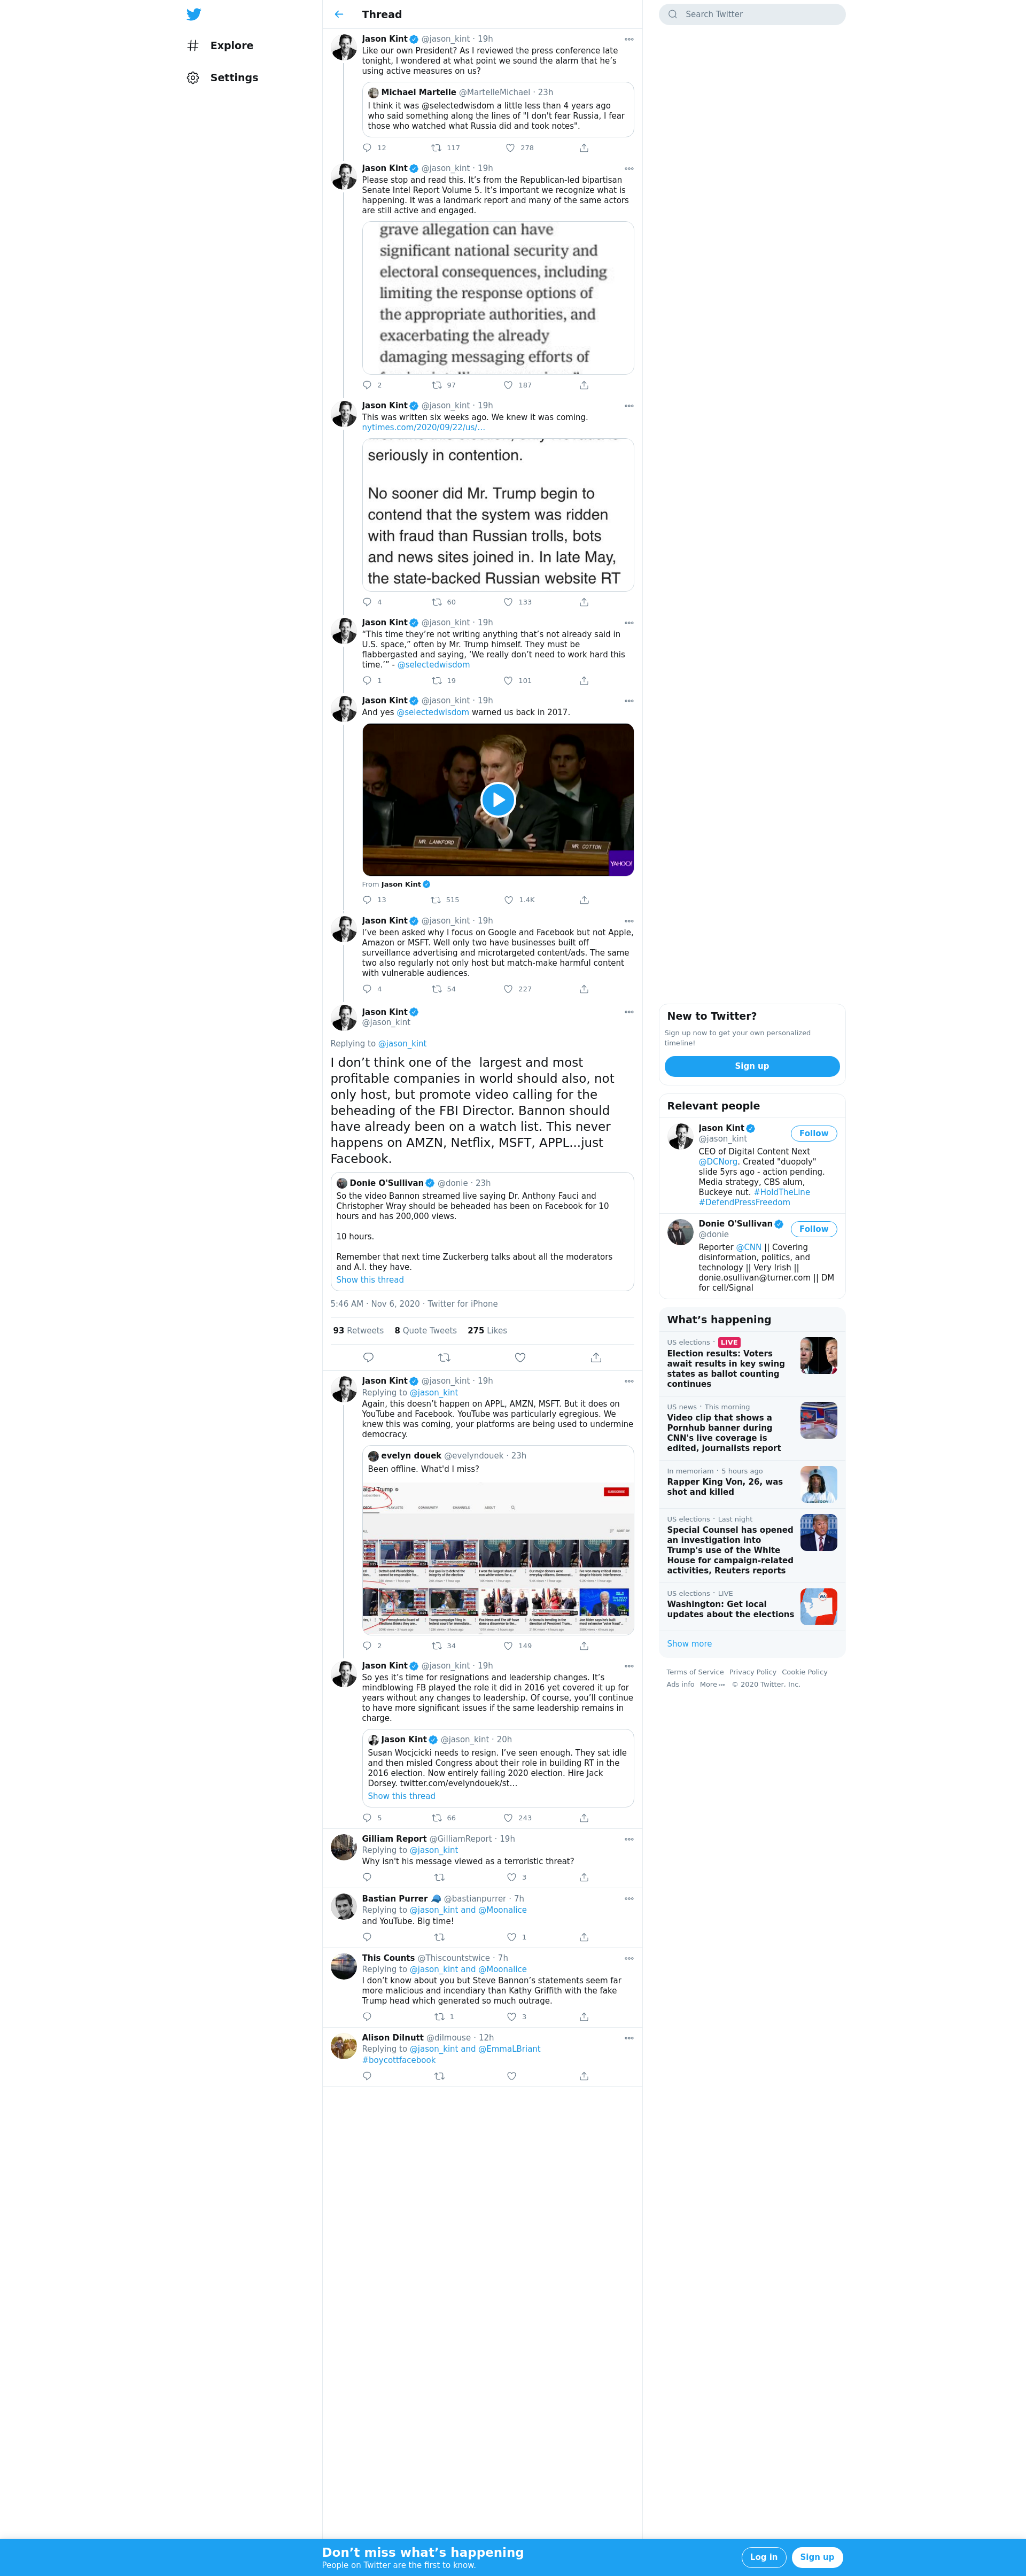 Explore
Settings
Thread
Search Twitter
Jason Kint @jason_kint · 19h
Like our own President? As I reviewed the press conference late
tonight, I wondered at what point we sound the alarm that he’s
using active measures on us?
Michael Martelle @MartelleMichael · 23h
I think it was @selectedwisdom a little less than 4 years ago
who said something along the lines of "I don't fear Russia, I fear
those who watched what Russia did and took notes".
12 117 278
Jason Kint @jason_kint · 19h
Please stop and read this. It’s from the Republican-led bipartisan
Senate Intel Report Volume 5. It’s important we recognize what is
happening. It was a landmark report and many of the same actors
are still active and engaged.
grave allegation can have
significant national security and
electoral consequences, including
limiting the response options of
the appropriate authorities, and
exacerbating the already
damaging messaging efforts of
2 97 187
Jason Kint @jason_kint · 19h
This was written six weeks ago. We knew it was coming.
nytimes.com/2020/09/22/us/…
seriously in contention.
No sooner did Mr. Trump begin to
contend that the system was ridden
with fraud than Russian trolls, bots
and news sites joined in. In late May,
the state-backed Russian website RT
4 60 133
Jason Kint @jason_kint · 19h
“This time they’re not writing anything that’s not already said in
U.S. space,” often by Mr. Trump himself. They must be
flabbergasted and saying, ‘We really don’t need to work hard this
time.’” - @selectedwisdom
1 19 101
Jason Kint @jason_kint · 19h
And yes @selectedwisdom warned us back in 2017.
MR. LANKFORD
MR. COTTON
YAHOO!
From Jason Kint
13 515 1.4K
Jason Kint @jason_kint · 19h
I’ve been asked why I focus on Google and Facebook but not Apple,
Amazon or MSFT. Well only two have businesses built off
surveillance advertising and microtargeted content/ads. The same
two also regularly not only host but match-make harmful content
with vulnerable audiences.
4 54 227
Jason Kint
@jason_kint
Replying to @jason_kint
I don’t think one of the  largest and most
profitable companies in world should also, not
only host, but promote video calling for the
beheading of the FBI Director. Bannon should
have already been on a watch list. This never
happens on AMZN, Netflix, MSFT, APPL…just
Facebook.
Donie O'Sullivan @donie · 23h
So the video Bannon streamed live saying Dr. Anthony Fauci and
Christopher Wray should be beheaded has been on Facebook for 10
hours and has 200,000 views.
10 hours.
Remember that next time Zuckerberg talks about all the moderators
and A.I. they have.
Show this thread
5:46 AM · Nov 6, 2020 · Twitter for iPhone
93 Retweets 8 Quote Tweets 275 Likes
Jason Kint @jason_kint · 19h
Replying to @jason_kint
Again, this doesn’t happen on APPL, AMZN, MSFT. But it does on
YouTube and Facebook. YouTube was particularly egregious. We
knew this was coming, your platforms are being used to undermine
democracy.
evelyn douek @evelyndouek · 23h
Been offline. What'd I miss?
SUBSCRIBE
PLAYLISTS COMMUNITY CHANNELS ABOUT
SORT BY
2 34 149
Jason Kint @jason_kint · 19h
So yes it’s time for resignations and leadership changes. It’s
mindblowing FB played the role it did in 2016 yet covered it up for
years without any changes to leadership. Of course, you’ll continue
to have more significant issues if the same leadership remains in
charge.
Jason Kint @jason_kint · 20h
Susan Wocjcicki needs to resign. I’ve seen enough. They sat idle
and then misled Congress about their role in building RT in the
2016 election. Now entirely failing 2020 election. Hire Jack
Dorsey. twitter.com/evelyndouek/st…
Show this thread
5 66 243
Gilliam Report @GilliamReport · 19h
Replying to @jason_kint
Why isn't his message viewed as a terroristic threat?
3
Bastian Purrer @bastianpurrer · 7h
Replying to @jason_kint and @Moonalice
and YouTube. Big time!
1
This Counts @Thiscountstwice · 7h
Replying to @jason_kint and @Moonalice
I don’t know about you but Steve Bannon’s statements seem far
more malicious and incendiary than Kathy Griffith with the fake
Trump head which generated so much outrage.
1 3
Alison Dilnutt @dilmouse · 12h
Replying to @jason_kint and @EmmaLBriant
#boycottfacebook
New to Twitter?
Sign up now to get your own personalized
timeline!
Sign up
Relevant people
Jason Kint
@jason_kint
Follow
CEO of Digital Content Next
@DCNorg. Created "duopoly"
slide 5yrs ago - action pending.
Media strategy, CBS alum,
Buckeye nut. #HoldTheLine
#DefendPressFreedom
Donie O'Sullivan
@donie
Follow
Reporter @CNN || Covering
disinformation, politics, and
technology || Very Irish ||
donie.osullivan@turner.com || DM
for cell/Signal
What’s happening
US elections · LIVE
Election results: Voters
await results in key swing
states as ballot counting
continues
US news · This morning
Video clip that shows a
Pornhub banner during
CNN's live coverage is
edited, journalists report
In memoriam · 5 hours ago
Rapper King Von, 26, was
shot and killed
US elections · Last night
Special Counsel has opened
an investigation into
Trump's use of the White
House for campaign-related
activities, Reuters reports
US elections · LIVE
Washington: Get local
updates about the elections
WA
Show more
Terms of Service Privacy Policy Cookie Policy
Ads info More © 2020 Twitter, Inc.
Don’t miss what’s happening
People on Twitter are the first to know.
Log in
Sign up